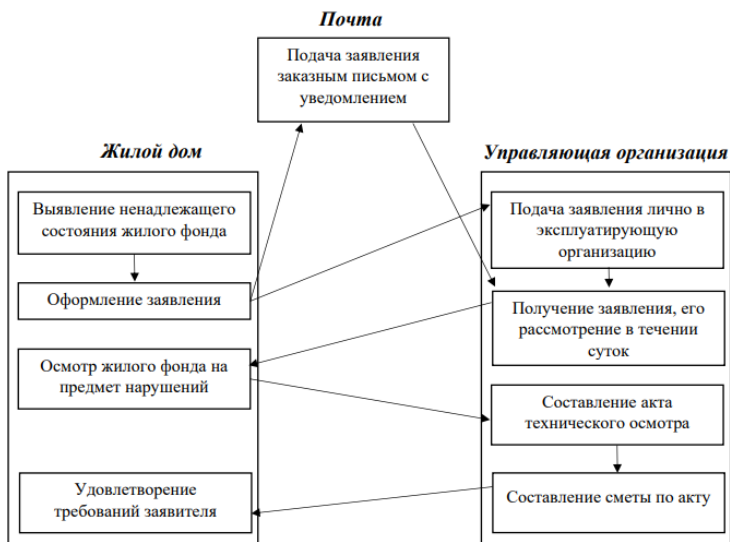 Почта
Подача заявления
заказным письмом с
уведомлением
Жилой дом
Выявление ненадлежащего
состояния жилого фонда
Оформление заявления
Осмотр жилого фонда на
предмет нарушений
Удовлетворение
требований заявителя
Управляющая организация
Подача заявления лично в
эксплуатирующую
организацию
Получение заявления, его
рассмотрение в течении
суток
Составление акта
технического осмотра
Составление сметы по акту